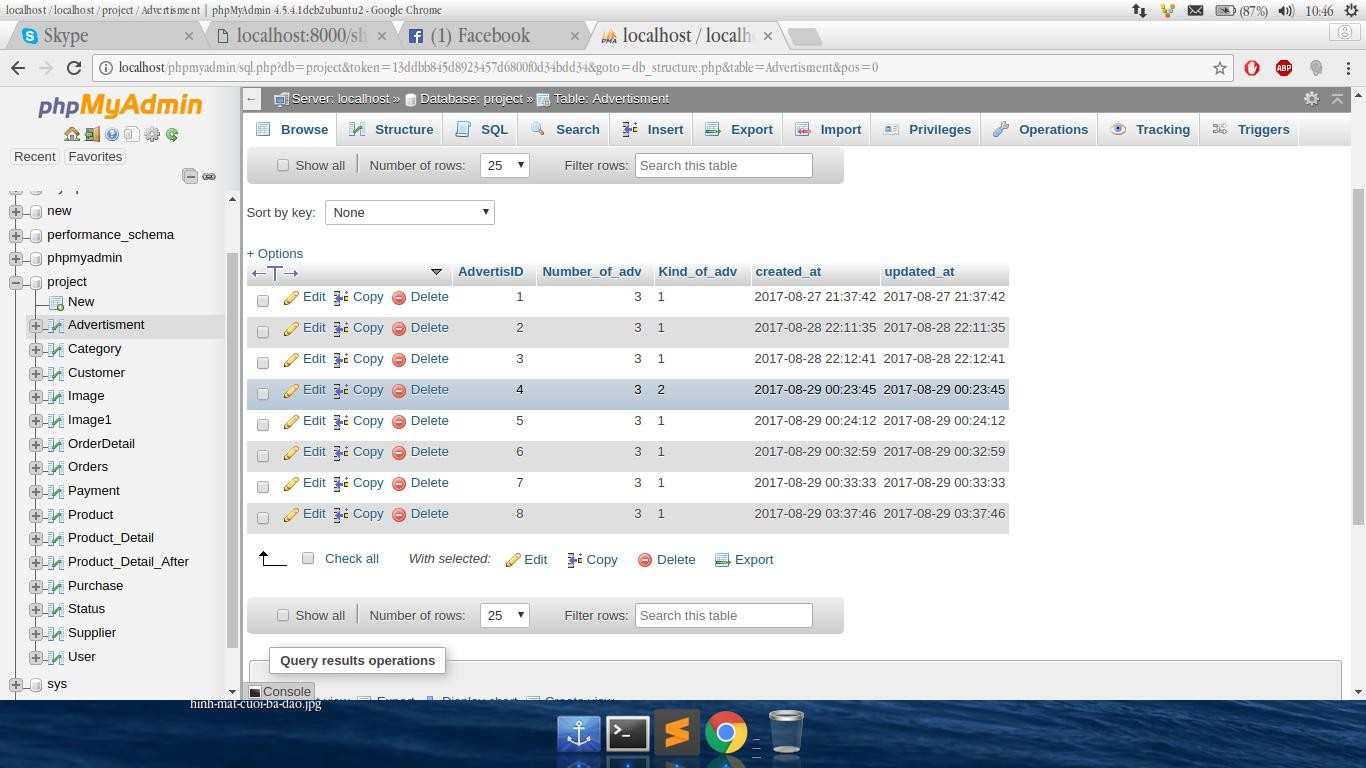 localhost / localhost / project / Advertisment | phpMyAdmin 4.5.4.1deb2ubuntu2 - Google Chrome
(87%) 10:46
Skype
localhost:8000/sh
(1) Facebook
localhost / localh
localhost/phpmyadmin/sql.php?db=project&token=13ddbb845d8923457d6800f0d34bdd34&goto=db_structure.php&table=Advertisment&pos=0
ABP
phpMyAdmin
Recent Favorites
new
performance_schema
phpmyadmin
project
New
Advertisment
Category
Customer
Image
Image1
OrderDetail
Orders
Payment
Product
Product_Detail
Product_Detail_After
Purchase
Status
Supplier
User
sys
Server: localhost » Database: project » Table: Advertisment
Browse Structure SQL Search Insert Export Import Privileges Operations Tracking Triggers
Show all Number of rows: 25 Filter rows: Search this table
Sort by key: None
+ Options
AdvertisID Number_of_adv Kind_of_adv created_at updated_at
Edit Copy Delete 1 3 1 2017-08-27 21:37:42 2017-08-27 21:37:42
Edit Copy Delete 2 3 1 2017-08-28 22:11:35 2017-08-28 22:11:35
Edit Copy Delete 3 3 1 2017-08-28 22:12:41 2017-08-28 22:12:41
Edit Copy Delete 4 3 2 2017-08-29 00:23:45 2017-08-29 00:23:45
Edit Copy Delete 5 3 1 2017-08-29 00:24:12 2017-08-29 00:24:12
Edit Copy Delete 6 3 1 2017-08-29 00:32:59 2017-08-29 00:32:59
Edit Copy Delete 7 3 1 2017-08-29 00:33:33 2017-08-29 00:33:33
Edit Copy Delete 8 3 1 2017-08-29 03:37:46 2017-08-29 03:37:46
Check all With selected: Edit Copy Delete Export
Show all Number of rows: 25 Filter rows: Search this table
Query results operations
Console
view Export Display chart Create view
hinh-mat-cuoi-ba-dao.jpg